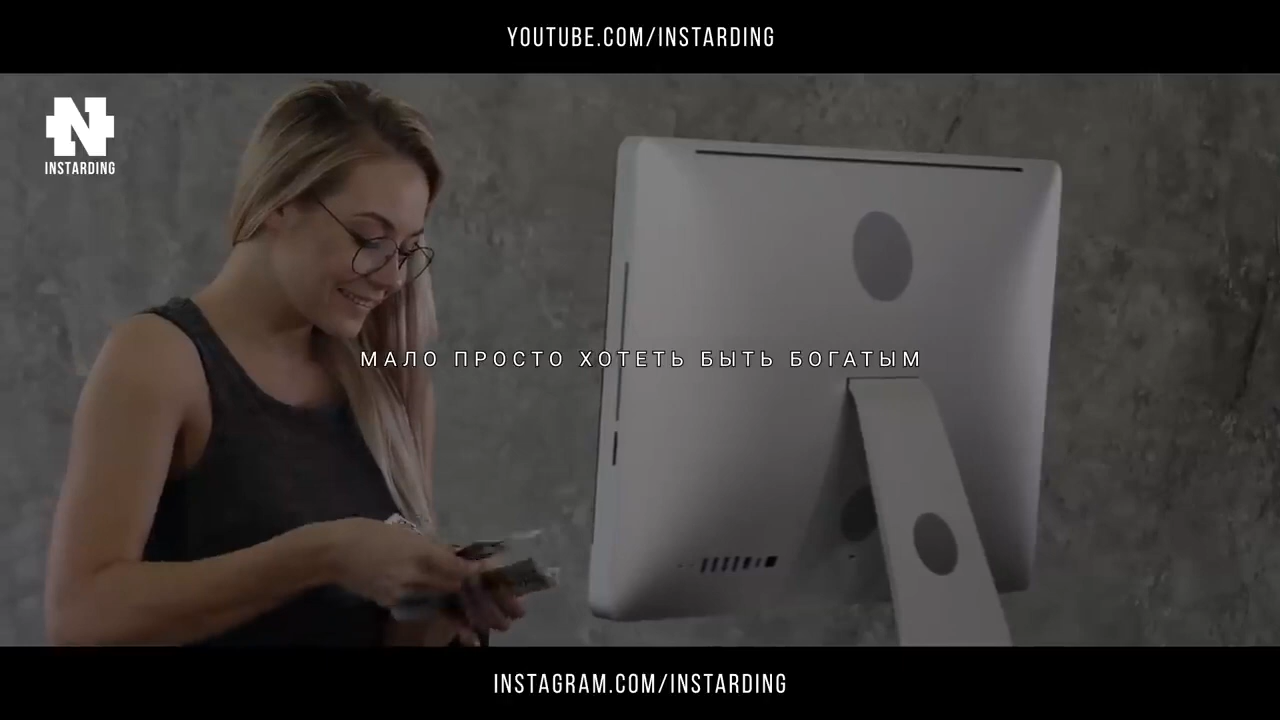 YOUTUBE.COM/INSTARDING
N
INSTARDING
МАЛО ПРОСТО ХОТЕТЬ БЫТЬ БОГАТЫМ
INSTAGRAM.COM/INSTARDING